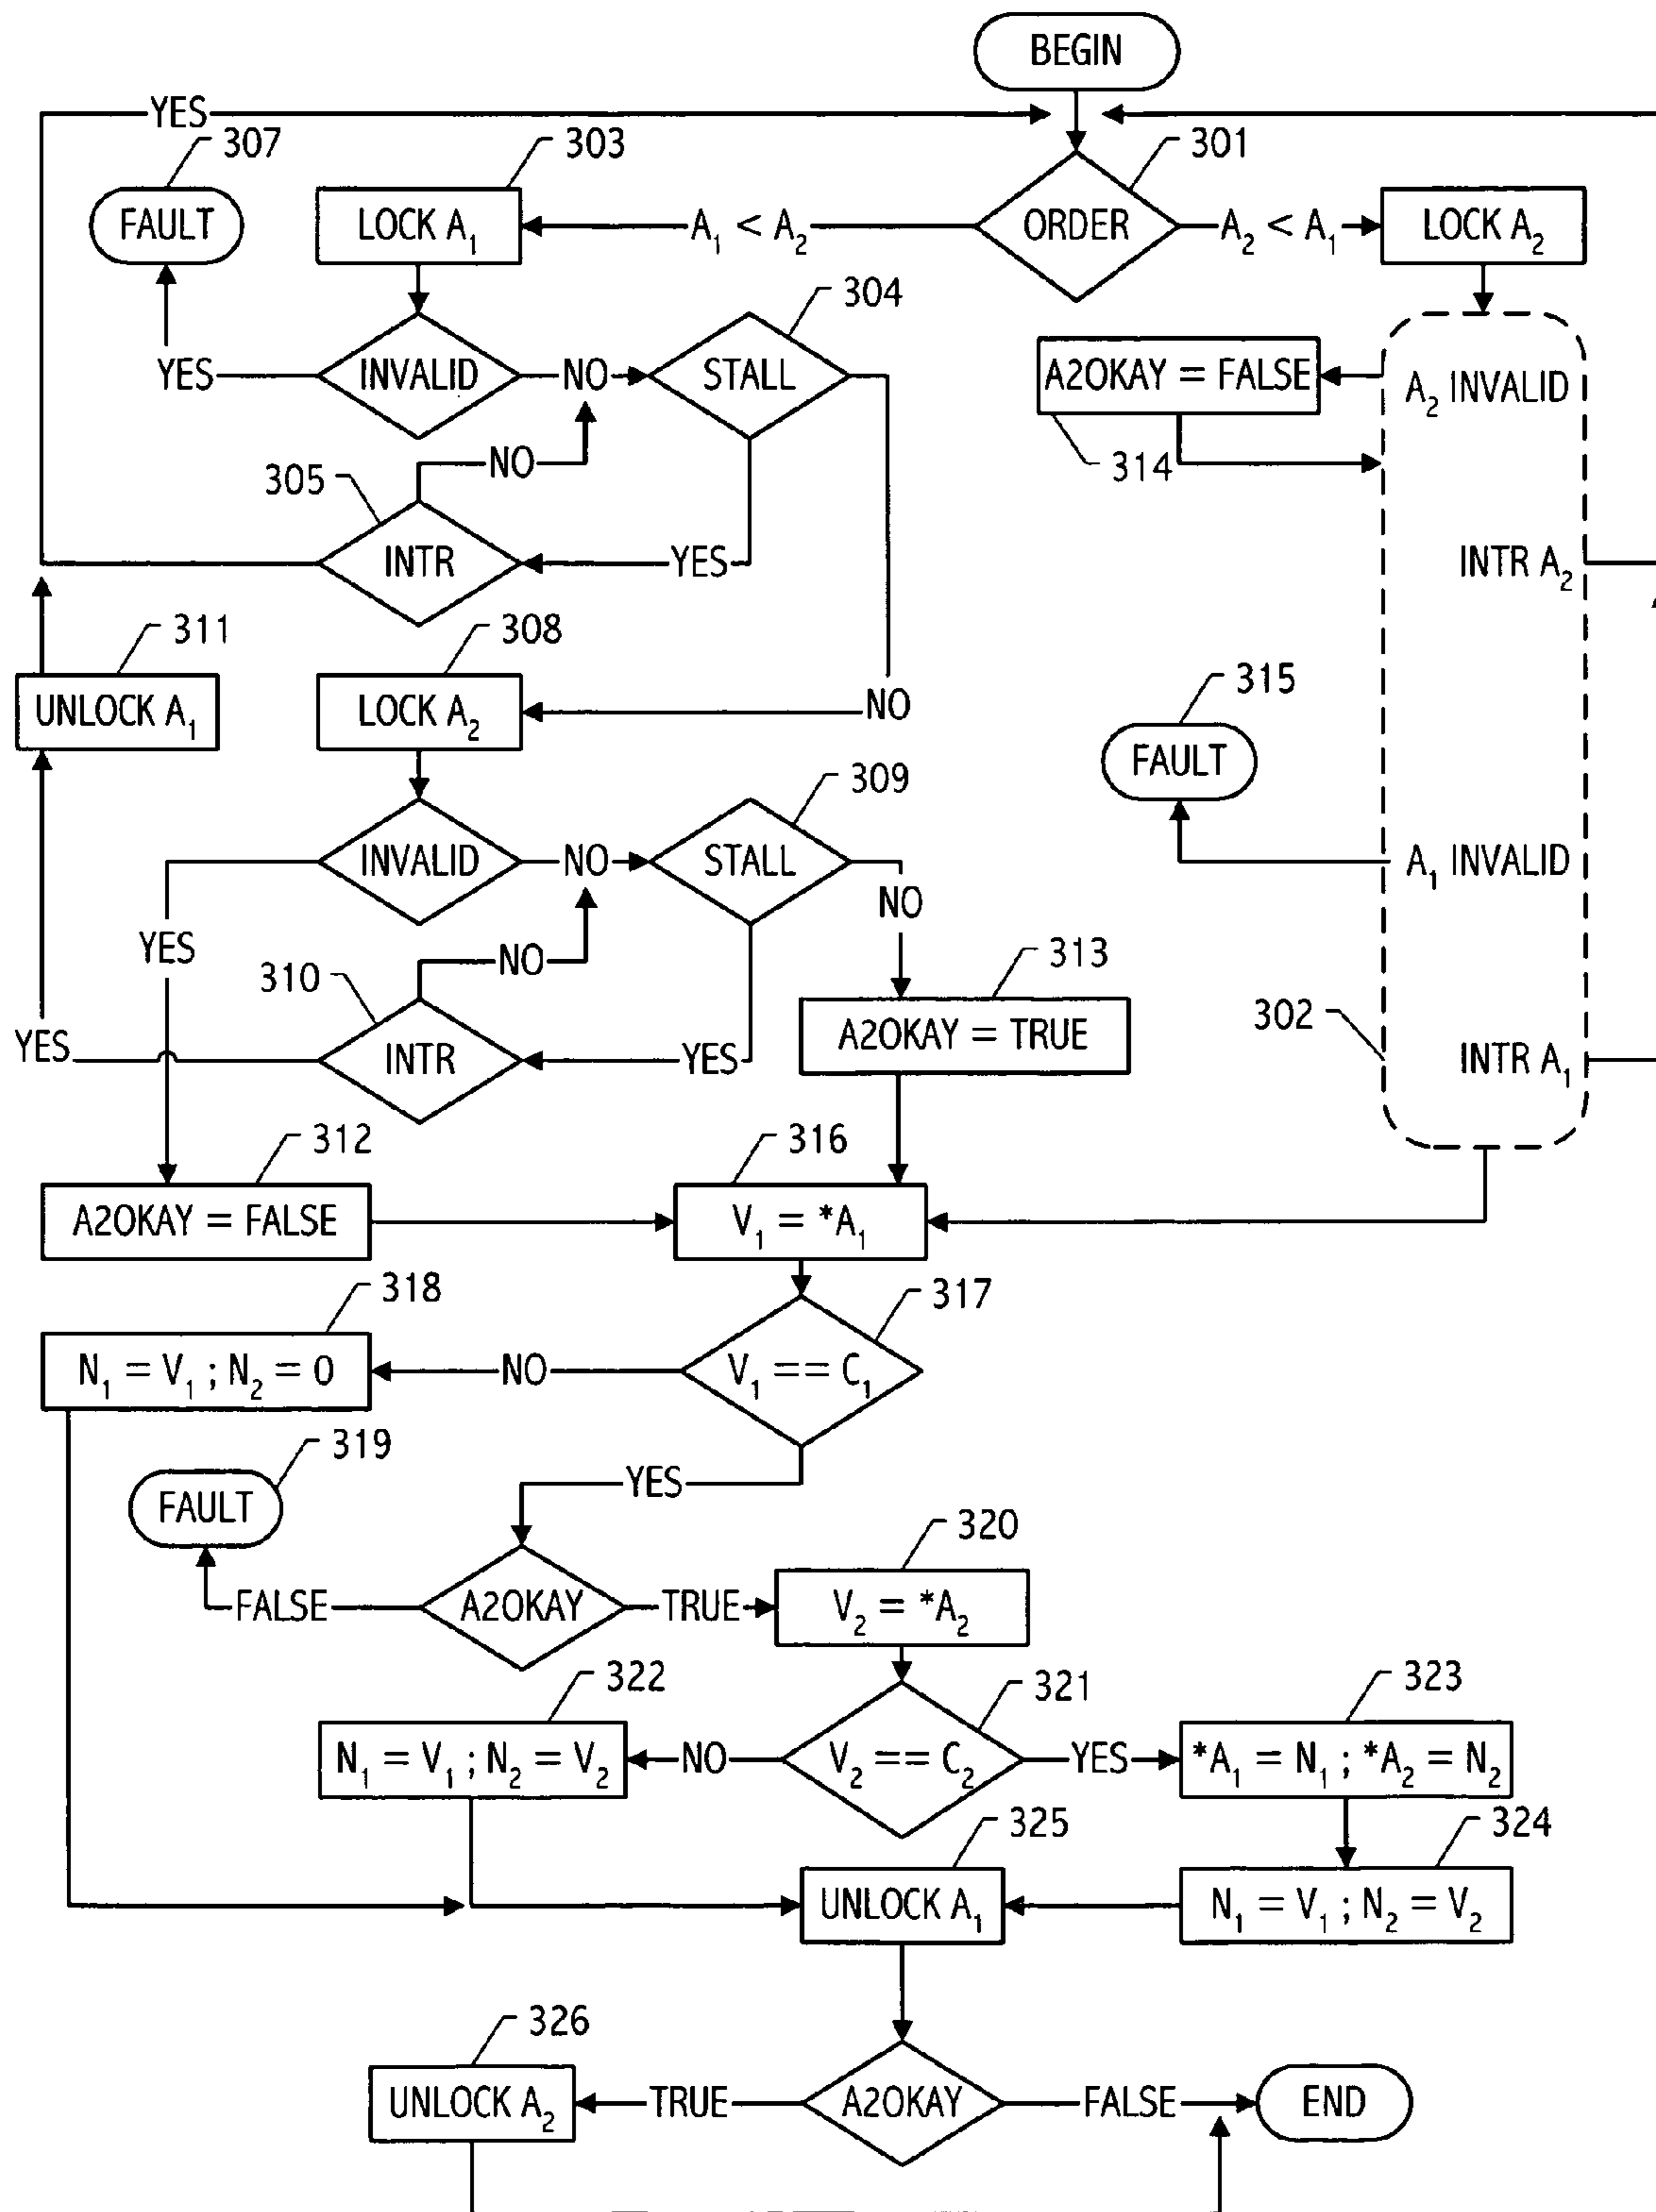 BEGIN
YES
307
303
301
FAULT
LOCK A₁
A₁ < A₂
ORDER
A₂ < A₁
LOCK A₂
304
YES
INVALID
NO
STALL
A2OKAY = FALSE
A₂ INVALID
305
NO
314
INTR
YES
INTR A₂
311
308
UNLOCK A₁
LOCK A₂
NO
315
FAULT
309
INVALID
NO
STALL
A₁ INVALID
NO
YES
310
NO
313
302
YES
INTR
YES
A2OKAY = TRUE
INTR A₁
312
316
A2OKAY = FALSE
V₁ = *A₁
318
317
N₁ = V₁ ; N₂ = 0
NO
V₁ == C₁
319
YES
FAULT
320
FALSE
A2OKAY
TRUE
V₂ = *A₂
322
321
323
N₁ = V₁ ; N₂ = V₂
NO
V₂ == C₂
YES
*A₁ = N₁ ; *A₂ = N₂
325
324
UNLOCK A₁
N₁ = V₁ ; N₂ = V₂
326
UNLOCK A₂
TRUE
A2OKAY
FALSE
END